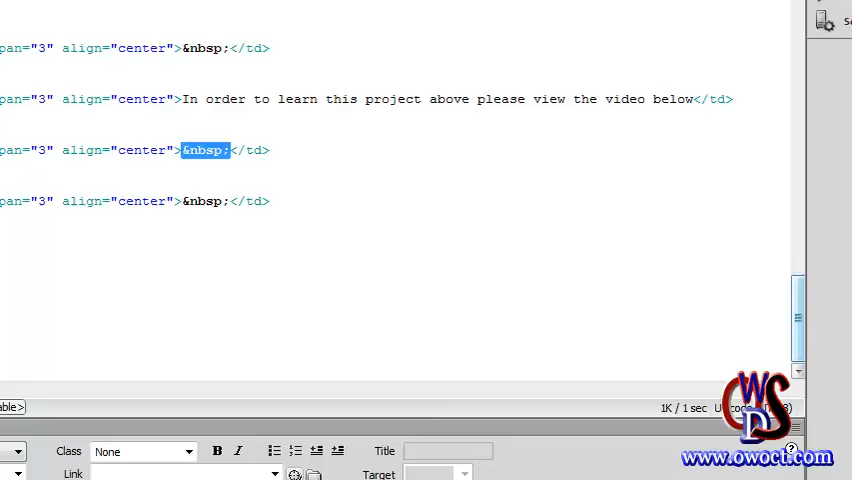 pan="3" align="center">&nbsp;</td>
pan="3" align="center">In order to learn this project above please view the video below</td>
pan="3" align="center">&nbsp;</td>
pan="3" align="center">&nbsp;</td>
able>
1K / 1 sec
Class None B I Title
Link Target
www.owoct.com